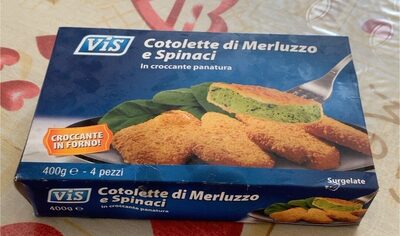 ViS
Cotolette di Merluzzo
e Spinaci
In croccante panatura
CROCCANTE
IN FORNO!
400g e - 4 pezzi
Surgelate
ViS
Cotolette di Merluzzo
e Spinaci
In croccante panatura
400g e